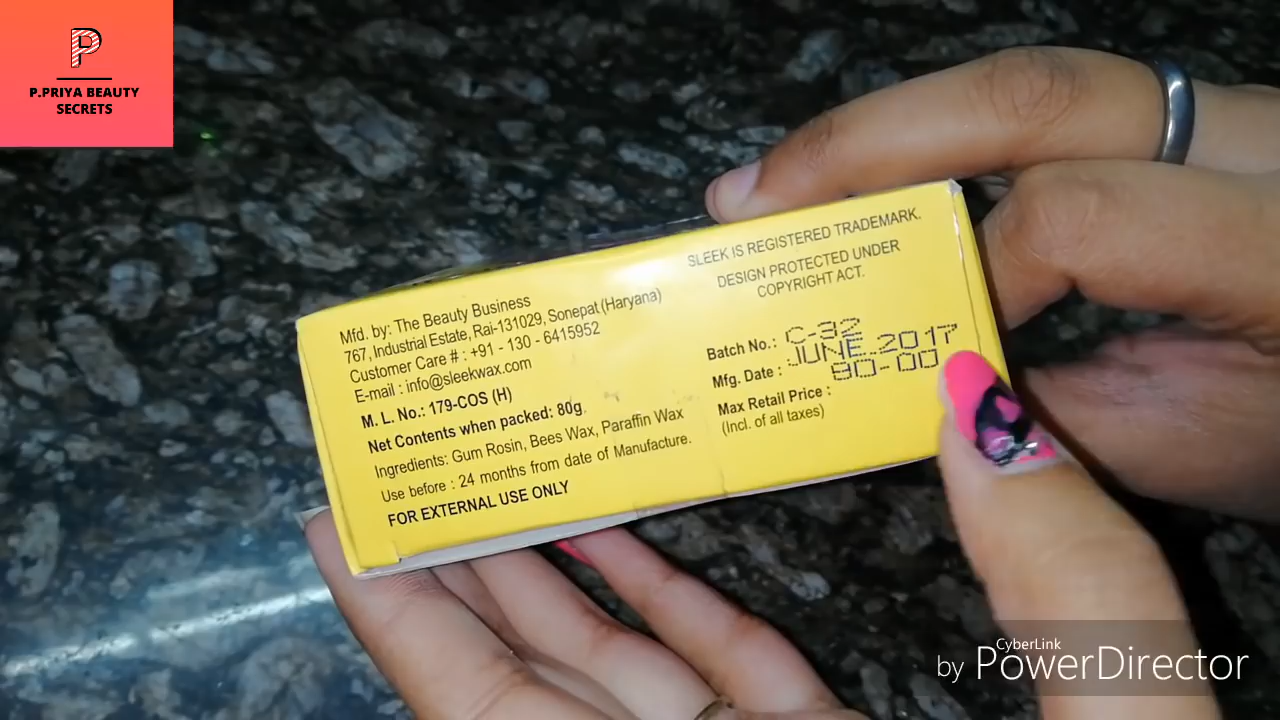 P
P.PRIYA BEAUTY
SECRETS
Mfd. by: The Beauty Business
767, Industrial Estate, Rai-131029, Sonepat (Haryana)
Customer Care # : +91 - 130 - 6415952
E-mail : info@sleekwax.com
M. L. No.: 179-COS (H)
Net Contents when packed: 80g.
Ingredients: Gum Rosin, Bees Wax, Paraffin Wax
Use before : 24 months from date of Manufacture.
FOR EXTERNAL USE ONLY
SLEEK IS REGISTERED TRADEMARK.
DESIGN PROTECTED UNDER
COPYRIGHT ACT.
Batch No.: C-32
Mfg. Date : JUNE.2017
Max Retail Price : 90-00
(Incl. of all taxes)
CyberLink
by PowerDirector